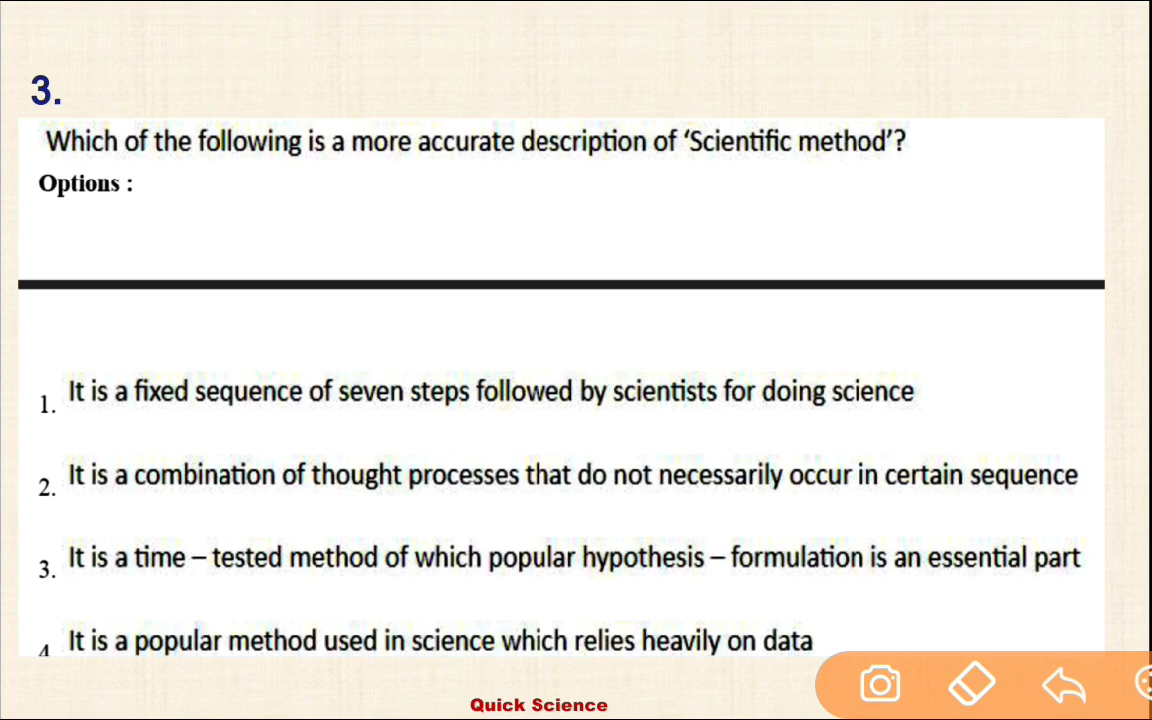 3.
Which of the following is a more accurate description of ‘Scientific method’?
Options :
1. It is a fixed sequence of seven steps followed by scientists for doing science
2. It is a combination of thought processes that do not necessarily occur in certain sequence
3. It is a time – tested method of which popular hypothesis – formulation is an essential part
4. It is a popular method used in science which relies heavily on data
Quick Science